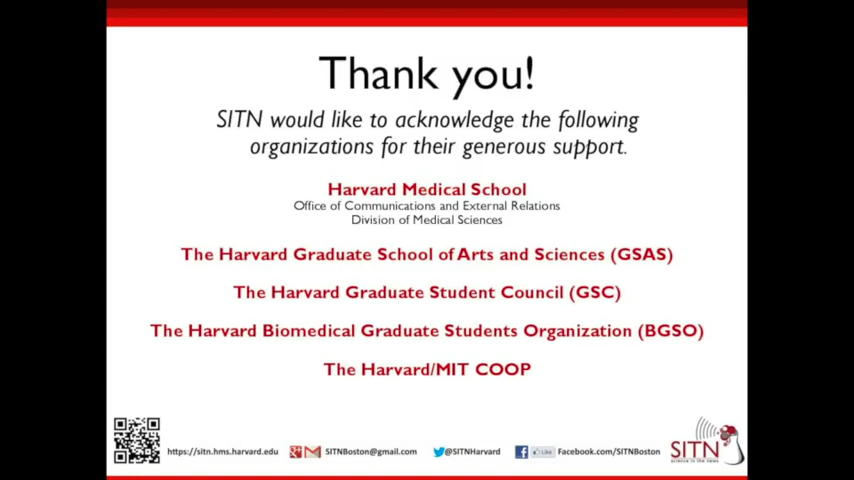 Thank you!
SITN would like to acknowledge the following
organizations for their generous support.
Harvard Medical School
Office of Communications and External Relations
Division of Medical Sciences
The Harvard Graduate School of Arts and Sciences (GSAS)
The Harvard Graduate Student Council (GSC)
The Harvard Biomedical Graduate Students Organization (BGSO)
The Harvard/MIT COOP
https://sitn.hms.harvard.edu SITNBoston@gmail.com @SITNHarvard Like Facebook.com/SITNBoston
SITN
science in the news